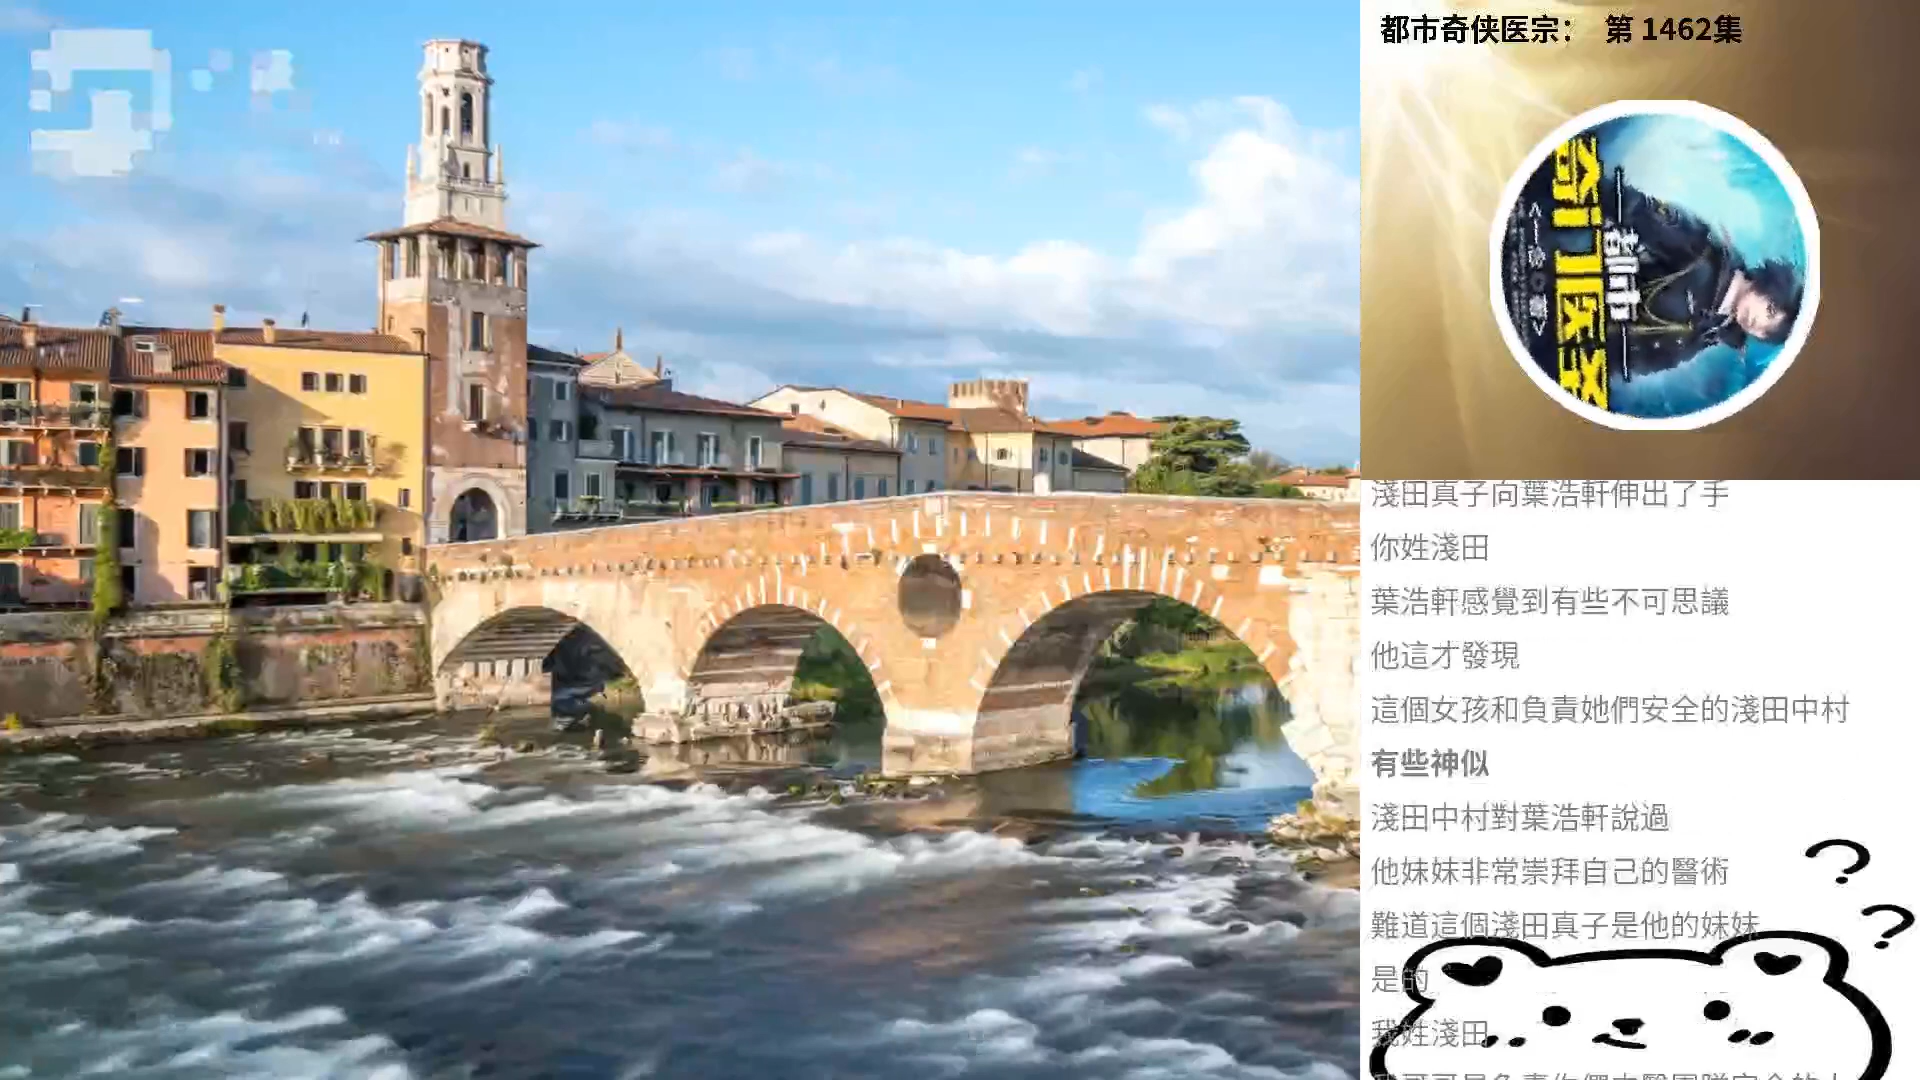 都市奇侠医宗： 第 1462集
奇门医圣
都市
淺田真子向葉浩軒伸出了手
你姓淺田
葉浩軒感覺到有些不可思議
他這才發現
這個女孩和負責她們安全的淺田中村
有些神似
淺田中村對葉浩軒說過
他妹妹非常崇拜自己的醫術
難道這個淺田真子是他的妹妹
是的
我姓淺田